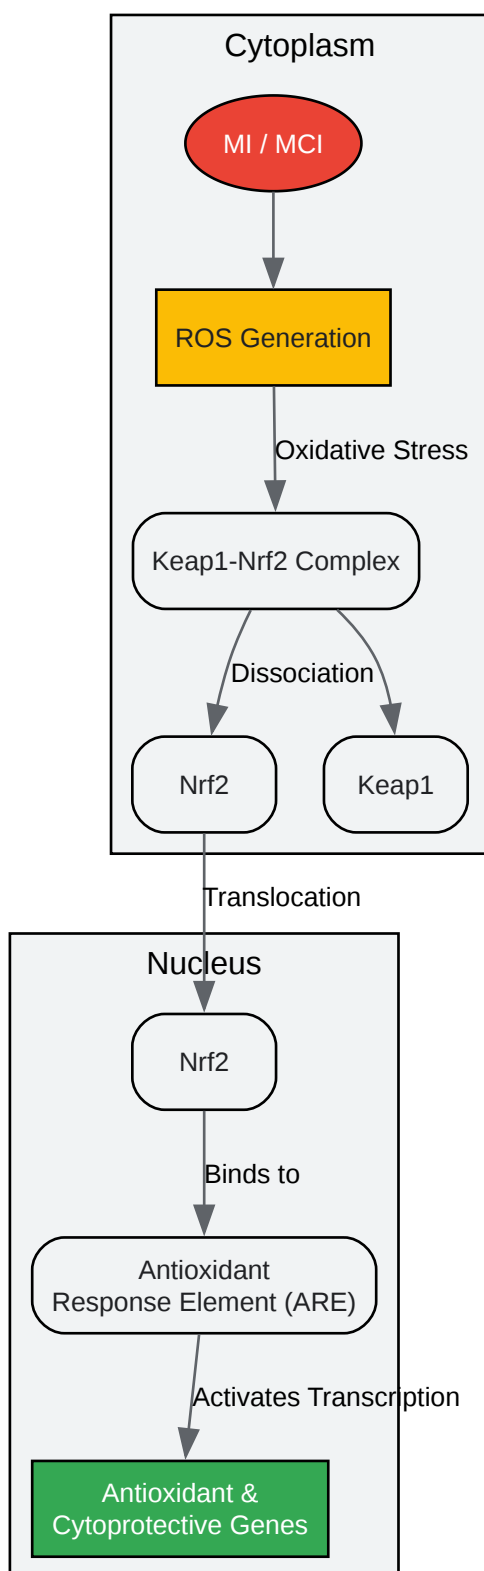 Cytoplasm
MI / MCI
ROS Generation
Oxidative Stress
Keap1-Nrf2 Complex
Dissociation
Nrf2
Keap1
Translocation
Nucleus
Nrf2
Binds to
Antioxidant
Response Element (ARE)
Activates Transcription
Antioxidant &
Cytoprotective Genes